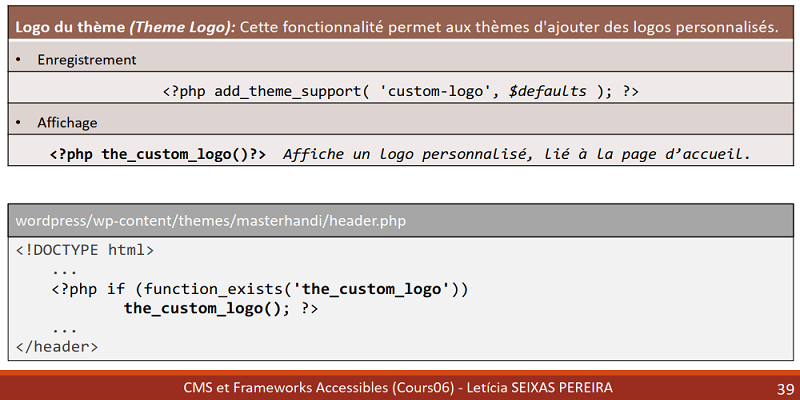 Logo du thème (Theme Logo): Cette fonctionnalité permet aux thèmes d'ajouter des logos personnalisés.
• Enregistrement
<?php add_theme_support( 'custom-logo', $defaults ); ?>
• Affichage
<?php the_custom_logo()?> Affiche un logo personnalisé, lié à la page d’accueil.
wordpress/wp-content/themes/masterhandi/header.php
<!DOCTYPE html>
...
<?php if (function_exists('the_custom_logo'))
the_custom_logo(); ?>
...
</header>
CMS et Frameworks Accessibles (Cours06) - Letícia SEIXAS PEREIRA
39